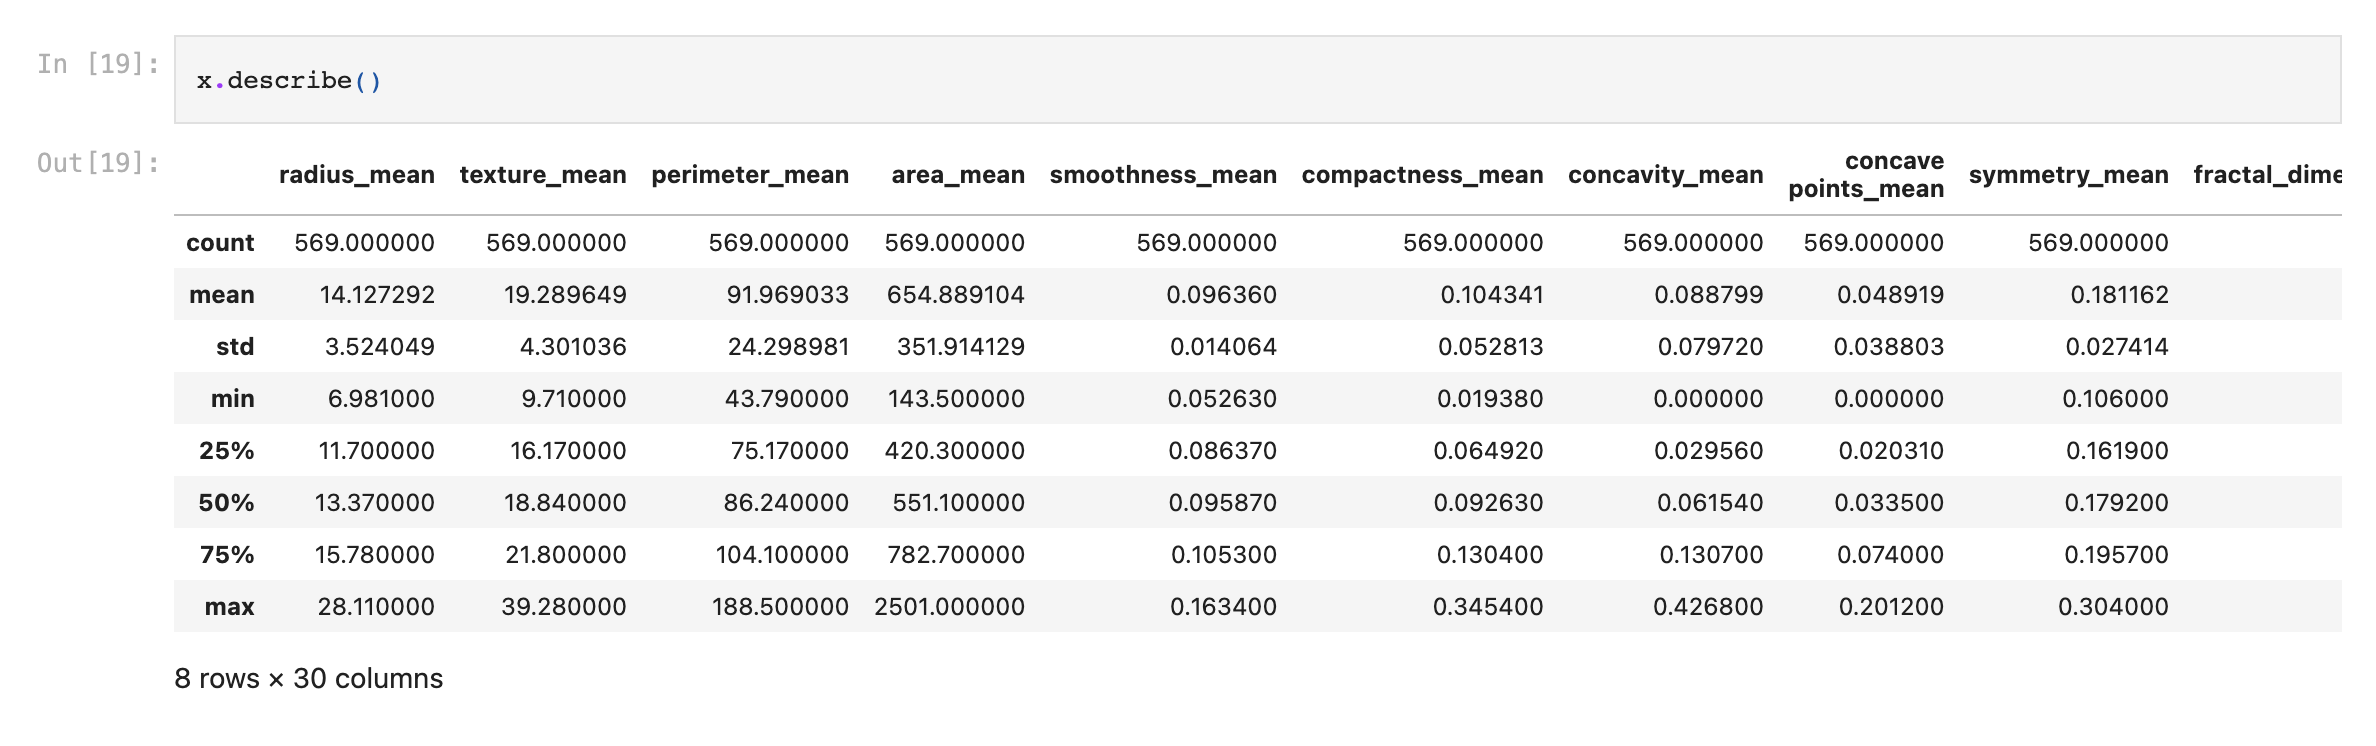 In [19]: x.describe()
Out[19]:
radius_mean texture_mean perimeter_mean area_mean smoothness_mean compactness_mean concavity_mean concave points_mean symmetry_mean fractal_dime
count 569.000000 569.000000 569.000000 569.000000 569.000000 569.000000 569.000000 569.000000 569.000000
mean 14.127292 19.289649 91.969033 654.889104 0.096360 0.104341 0.088799 0.048919 0.181162
std 3.524049 4.301036 24.298981 351.914129 0.014064 0.052813 0.079720 0.038803 0.027414
min 6.981000 9.710000 43.790000 143.500000 0.052630 0.019380 0.000000 0.000000 0.106000
25% 11.700000 16.170000 75.170000 420.300000 0.086370 0.064920 0.029560 0.020310 0.161900
50% 13.370000 18.840000 86.240000 551.100000 0.095870 0.092630 0.061540 0.033500 0.179200
75% 15.780000 21.800000 104.100000 782.700000 0.105300 0.130400 0.130700 0.074000 0.195700
max 28.110000 39.280000 188.500000 2501.000000 0.163400 0.345400 0.426800 0.201200 0.304000
8 rows × 30 columns